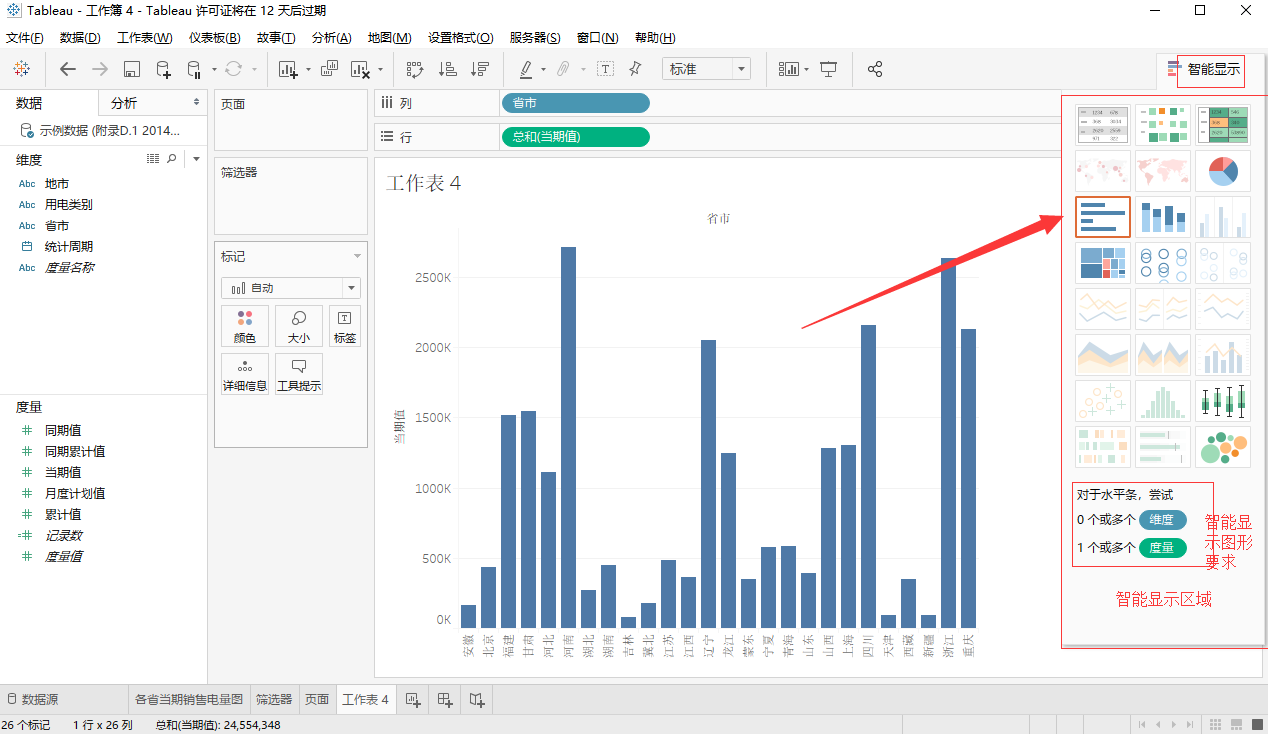 Tableau - 工作簿 4 - Tableau 许可证将在 12 天后过期
文件(F) 数据(D) 工作表(W) 仪表板(B) 故事(T) 分析(A) 地图(M) 设置格式(O) 服务器(S) 窗口(N) 帮助(H)
标准
智能显示
数据 分析
示例数据 (附录D.1 2014...
维度
Abc 地市
Abc 用电类别
Abc 省市
统计周期
Abc 度量名称
度量
同期值
同期累计值
当期值
月度计划值
累计值
记录数
度量值
页面
筛选器
标记
自动
颜色 大小 标签
详细信息 工具提示
列 省市
行 总和(当期值)
工作表 4
省市
当期值
2500K
2000K
1500K
1000K
500K
0K
安徽 北京 福建 甘肃 河北 河南 湖北 湖南 吉林 冀北 江苏 江西 辽宁 龙江 蒙东 宁夏 青海 山东 山西 上海 四川 天津 西藏 新疆 浙江 重庆
对于水平条，尝试
0 个或多个 维度
1 个或多个 度量
智能显
示图形
要求
智能显示区域
数据源 各省当期销售电量图 筛选器 页面 工作表 4
26 个标记 1 行 x 26 列 总和(当期值): 24,554,348